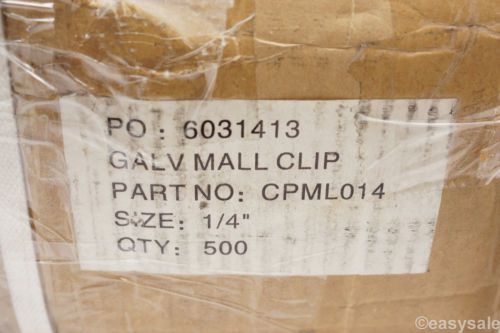 PO: 6031413
GALV MALL CLIP
PART NO: CPML014
SIZE: 1/4"
QTY: 500
©easysale